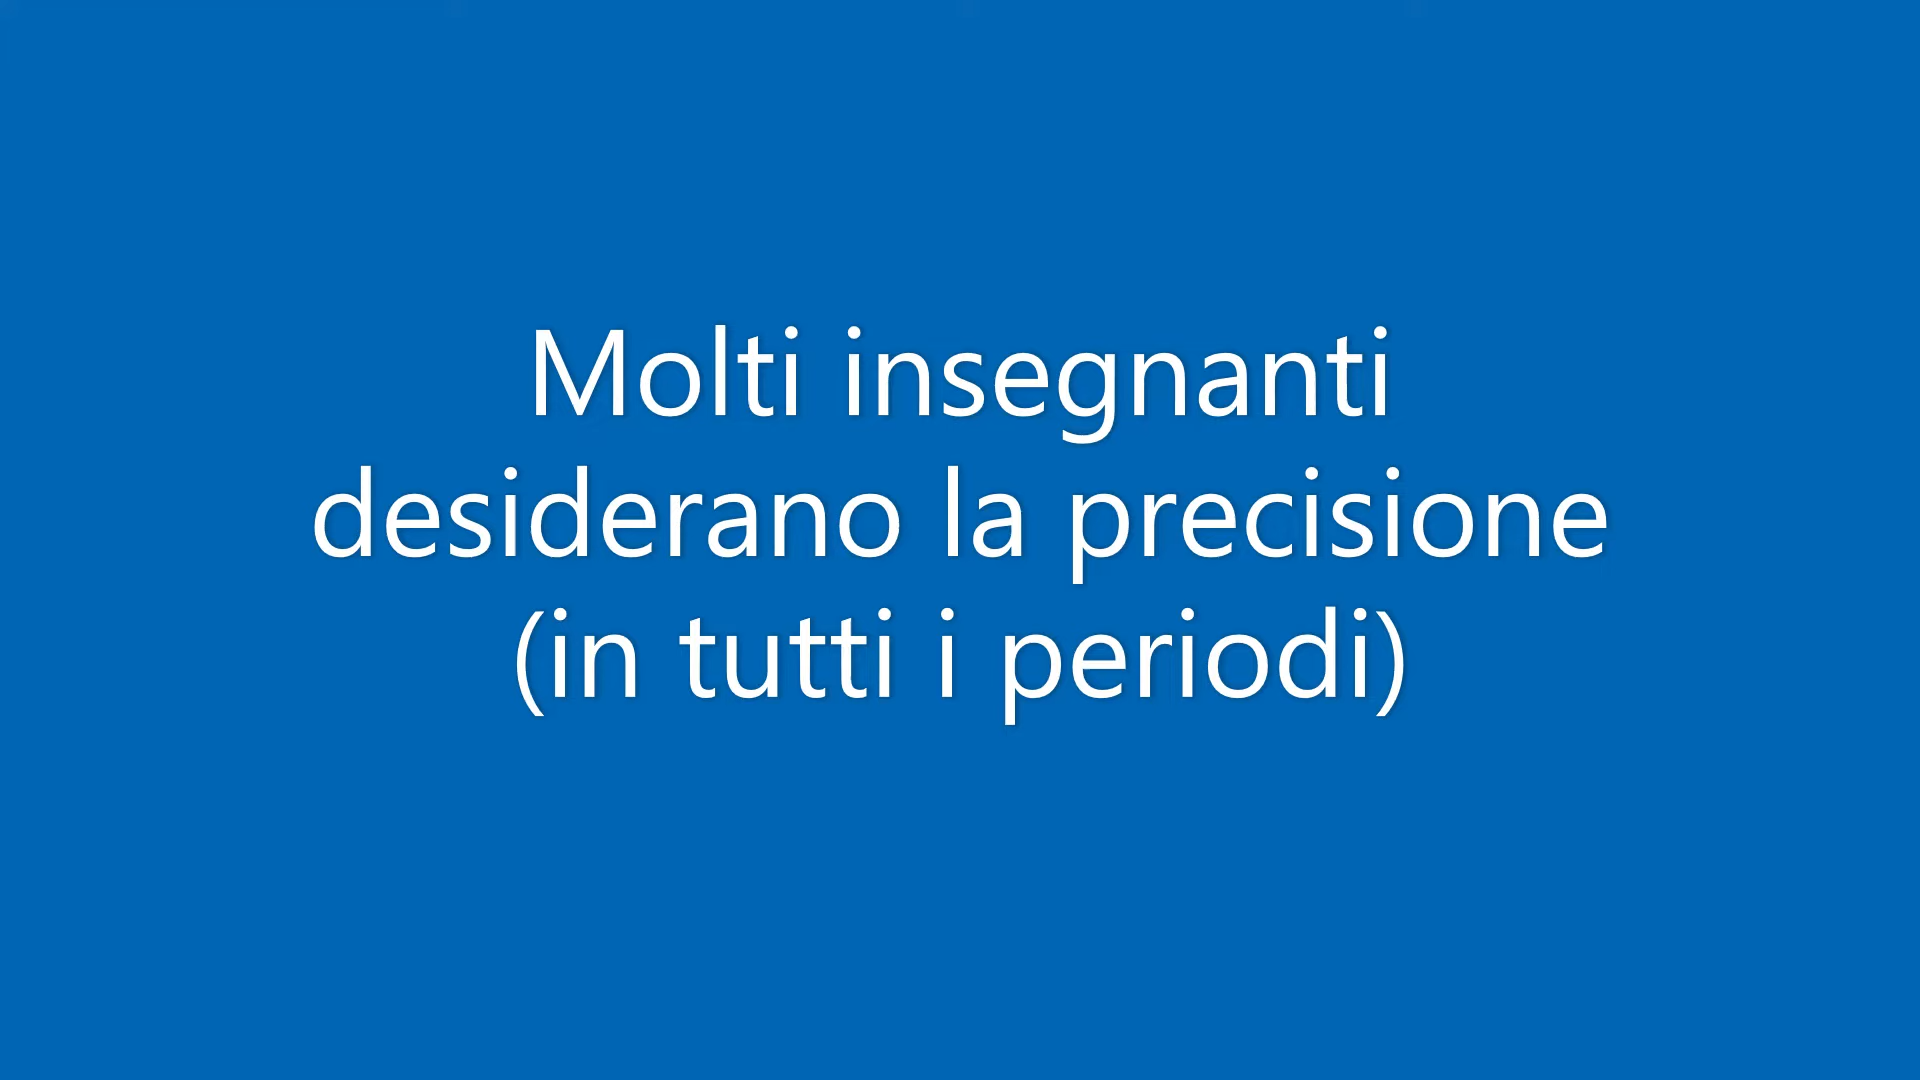 Molti insegnanti
desiderano la precisione
(in tutti i periodi)